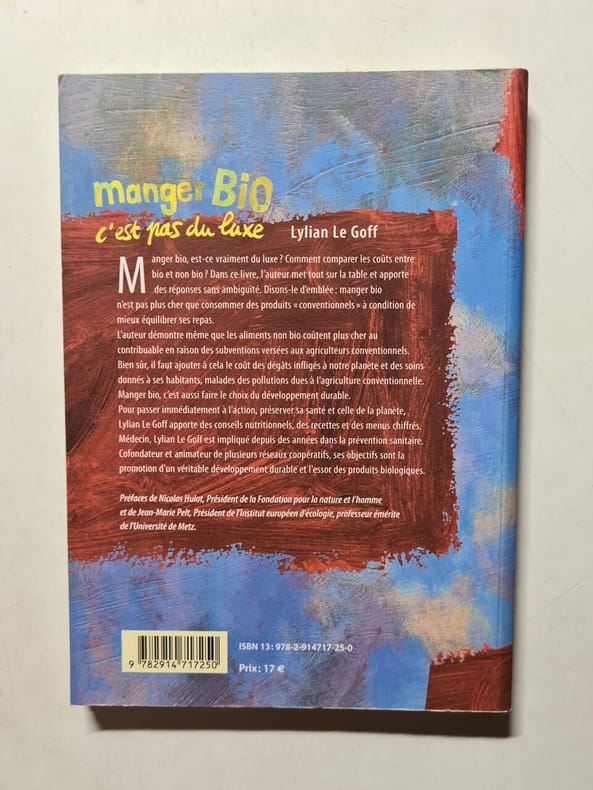 manger Bio
c'est pas du luxe
Lylian Le Goff
Manger bio, est-ce vraiment du luxe ? Comment comparer les coûts entre
bio et non bio ? Dans ce livre, l'auteur met tout sur la table et apporte
des réponses sans ambiguïté. Disons-le d'emblée : manger bio
n'est pas plus cher que consommer des produits « conventionnels » à condition de
mieux équilibrer ses repas.
L'auteur démontre même que les aliments non bio coûtent plus cher au
contribuable en raison des subventions versées aux agriculteurs conventionnels.
Bien sûr, il faut ajouter à cela le coût des dégâts infligés à notre planète et des soins
donnés à ses habitants, malades des pollutions dues à l'agriculture conventionnelle.
Manger bio, c'est aussi faire le choix du développement durable.
Pour passer immédiatement à l'action, préserver sa santé et celle de la planète,
Lylian Le Goff apporte des conseils nutritionnels, des recettes et des menus chiffrés.
Médecin, Lylian Le Goff est impliqué depuis des années dans la prévention sanitaire.
Cofondateur et animateur de plusieurs réseaux coopératifs, ses objectifs sont la
promotion d'un véritable développement durable et l'essor des produits biologiques.
Préfaces de Nicolas Hulot, Président de la Fondation pour la nature et l'homme
et de Jean-Marie Pelt, Président de l'Institut européen d'écologie, professeur émérite
de l'Université de Metz.
ISBN 13 : 978-2-914717-25-0
9 782914 717250
Prix : 17 €